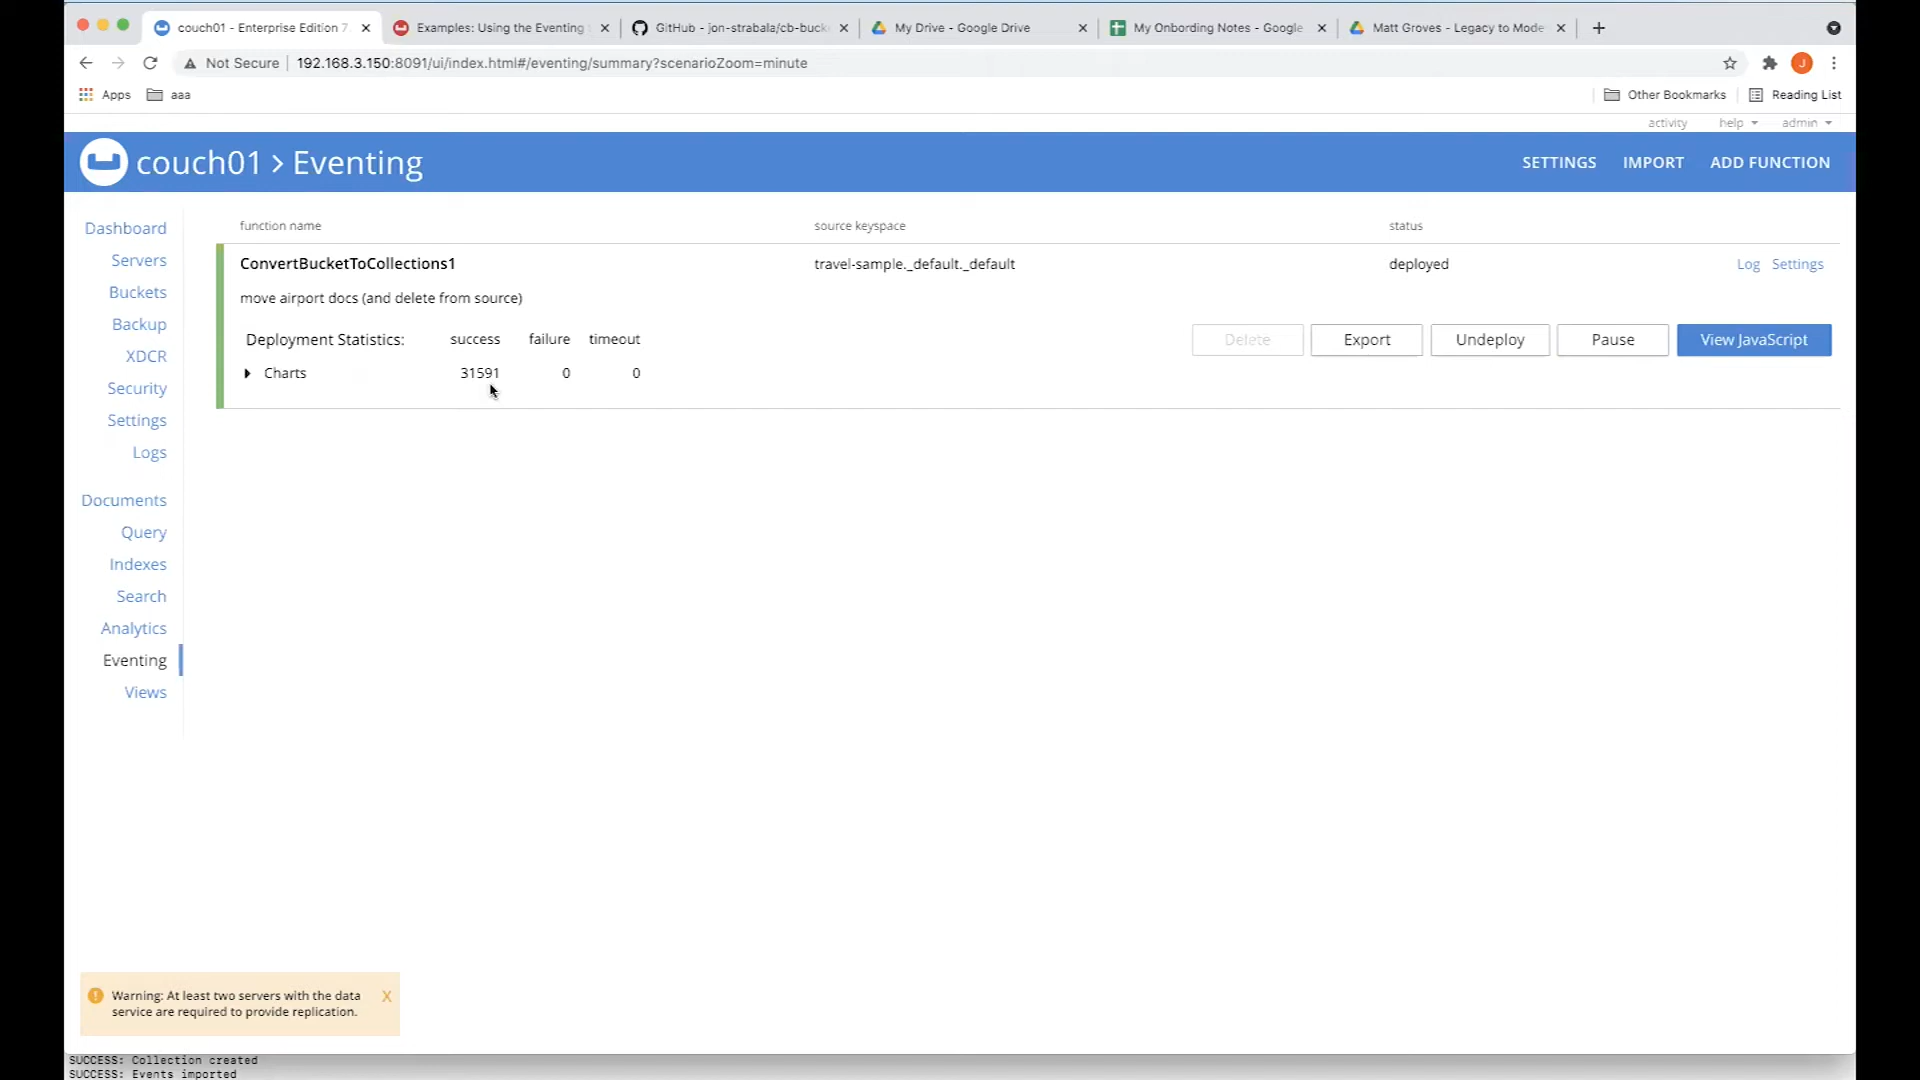 couch01 - Enterprise Edition 7
Examples: Using the Eventing
GitHub - jon-strabala/cb-buck
My Drive - Google Drive
My Onbording Notes - Google
Matt Groves - Legacy to Mode
Not Secure
192.168.3.150:8091/ui/index.html#/eventing/summary?scenarioZoom=minute
J
Apps
aaa
Other Bookmarks
Reading List
activity
help
admin
couch01 > Eventing
SETTINGS
IMPORT
ADD FUNCTION
Dashboard
Servers
Buckets
Backup
XDCR
Security
Settings
Logs
Documents
Query
Indexes
Search
Analytics
Eventing
Views
function name source keyspace status
ConvertBucketToCollections1 travel-sample._default._default deployed Log Settings
move airport docs (and delete from source)
Deployment Statistics: success failure timeout
Charts 31591 0 0
Delete Export Undeploy Pause View JavaScript
Warning: At least two servers with the data X
service are required to provide replication.
SUCCESS: Collection created
SUCCESS: Events imported